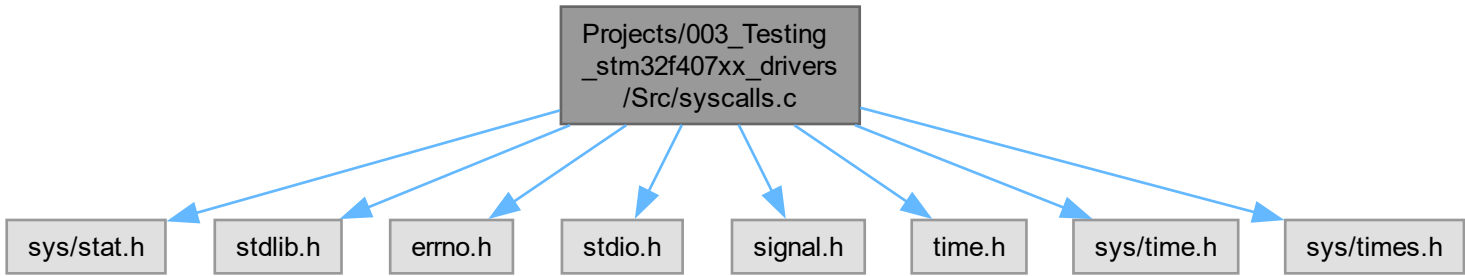 Projects/003_Testing
_stm32f407xx_drivers
/Src/syscalls.c
sys/stat.h
stdlib.h
errno.h
stdio.h
signal.h
time.h
sys/time.h
sys/times.h